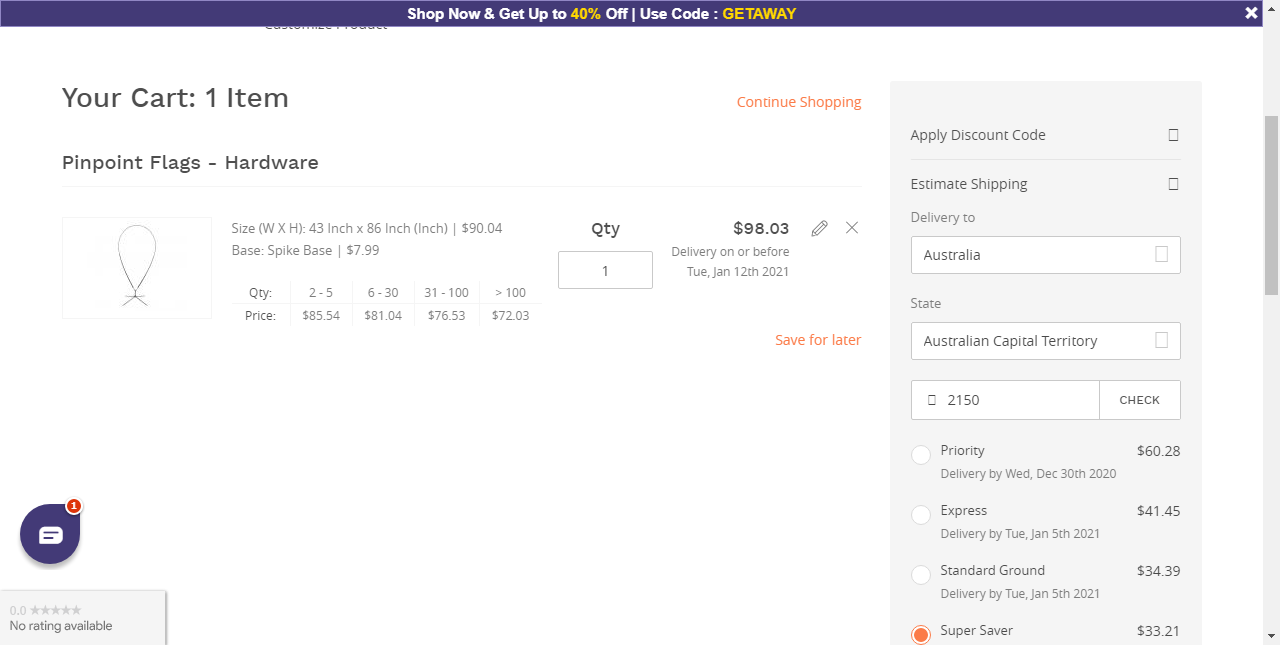 Shop Now & Get Up to 40% Off | Use Code : GETAWAY
Customize Product
Your Cart: 1 Item
Continue Shopping
Pinpoint Flags - Hardware
Size (W X H): 43 Inch x 86 Inch (Inch) | $90.04
Base: Spike Base | $7.99
Qty: 2 - 5 6 - 30 31 - 100 > 100
Price: $85.54 $81.04 $76.53 $72.03
Qty
1
$98.03
Delivery on or before
Tue, Jan 12th 2021
Save for later
Apply Discount Code
Estimate Shipping
Delivery to
Australia
State
Australian Capital Territory
2150 CHECK
Priority $60.28
Delivery by Wed, Dec 30th 2020
Express $41.45
Delivery by Tue, Jan 5th 2021
Standard Ground $34.39
Delivery by Tue, Jan 5th 2021
Super Saver $33.21
1
0.0 ★★★★★
No rating available